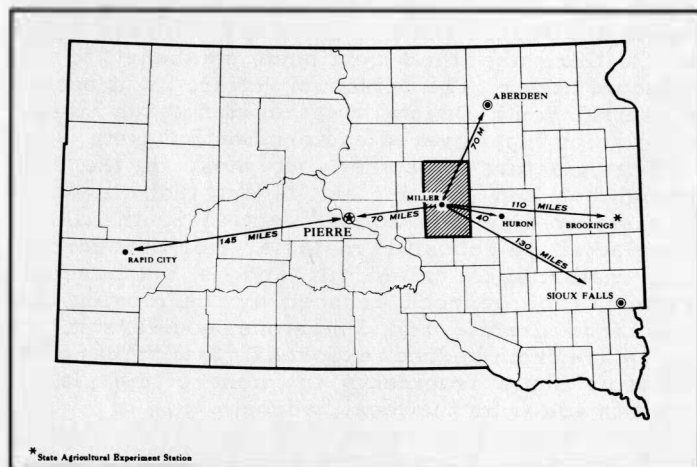 ABERDEEN
70 M
MILLER
110 MILES
70 MILES
40
HURON
BROOKINGS *
PIERRE
145 MILES
130 MILES
RAPID CITY
SIOUX FALLS
* State Agricultural Experiment Station